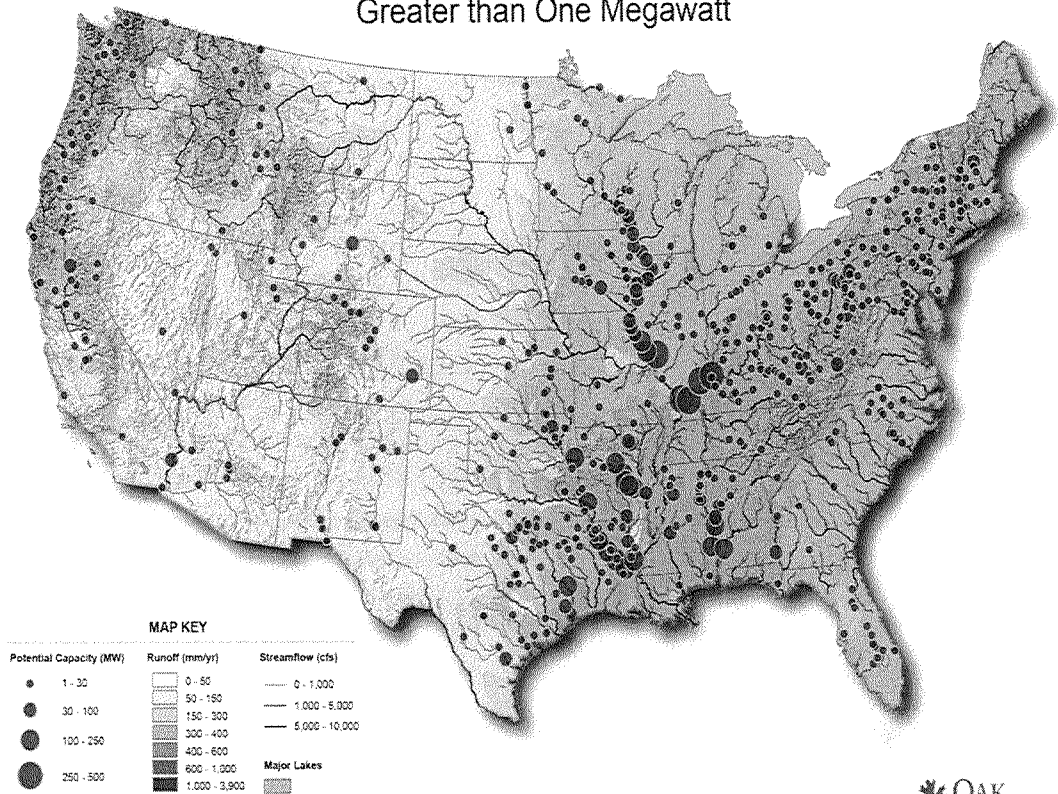 Greater than One Megawatt
MAP KEY
Potential Capacity (MW)
1 - 30
30 - 100
100 - 250
250 - 500
Runoff (mm/yr)
0 - 50
50 - 150
150 - 300
300 - 400
400 - 600
600 - 1,000
1,000 - 3,900
Streamflow (cfs)
0 - 1,000
1,000 - 5,000
5,000 - 10,000
Major Lakes
OAK